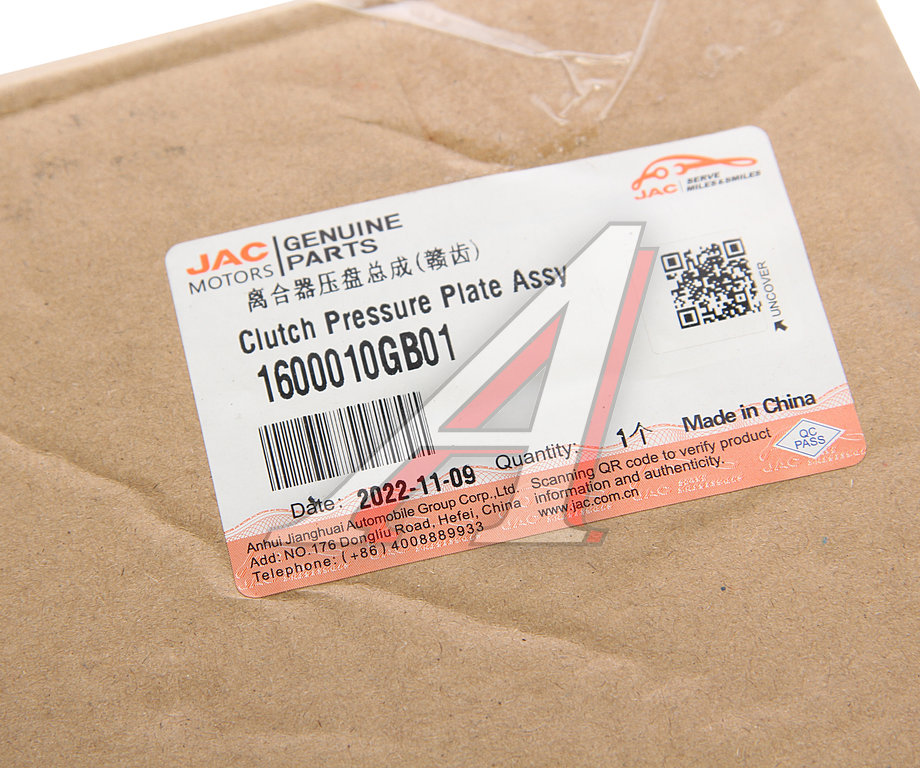 JAC MOTORS
GENUINE PARTS
JAC
SERVE
MILES & SMILES
离合器压盘总成(赣齿)
Clutch Pressure Plate Assy
1600010GB01
UNCOVER
Date: 2022-11-09
Quantity: 1个
Made in China
QC PASS
Anhui Jianghuai Automobile Group Corp.,Ltd.
Add: NO.176 Dongliu Road, Hefei, China
Telephone: (+86) 4008889933
Scanning QR code to verify product
information and authenticity.
www.jac.com.cn
A